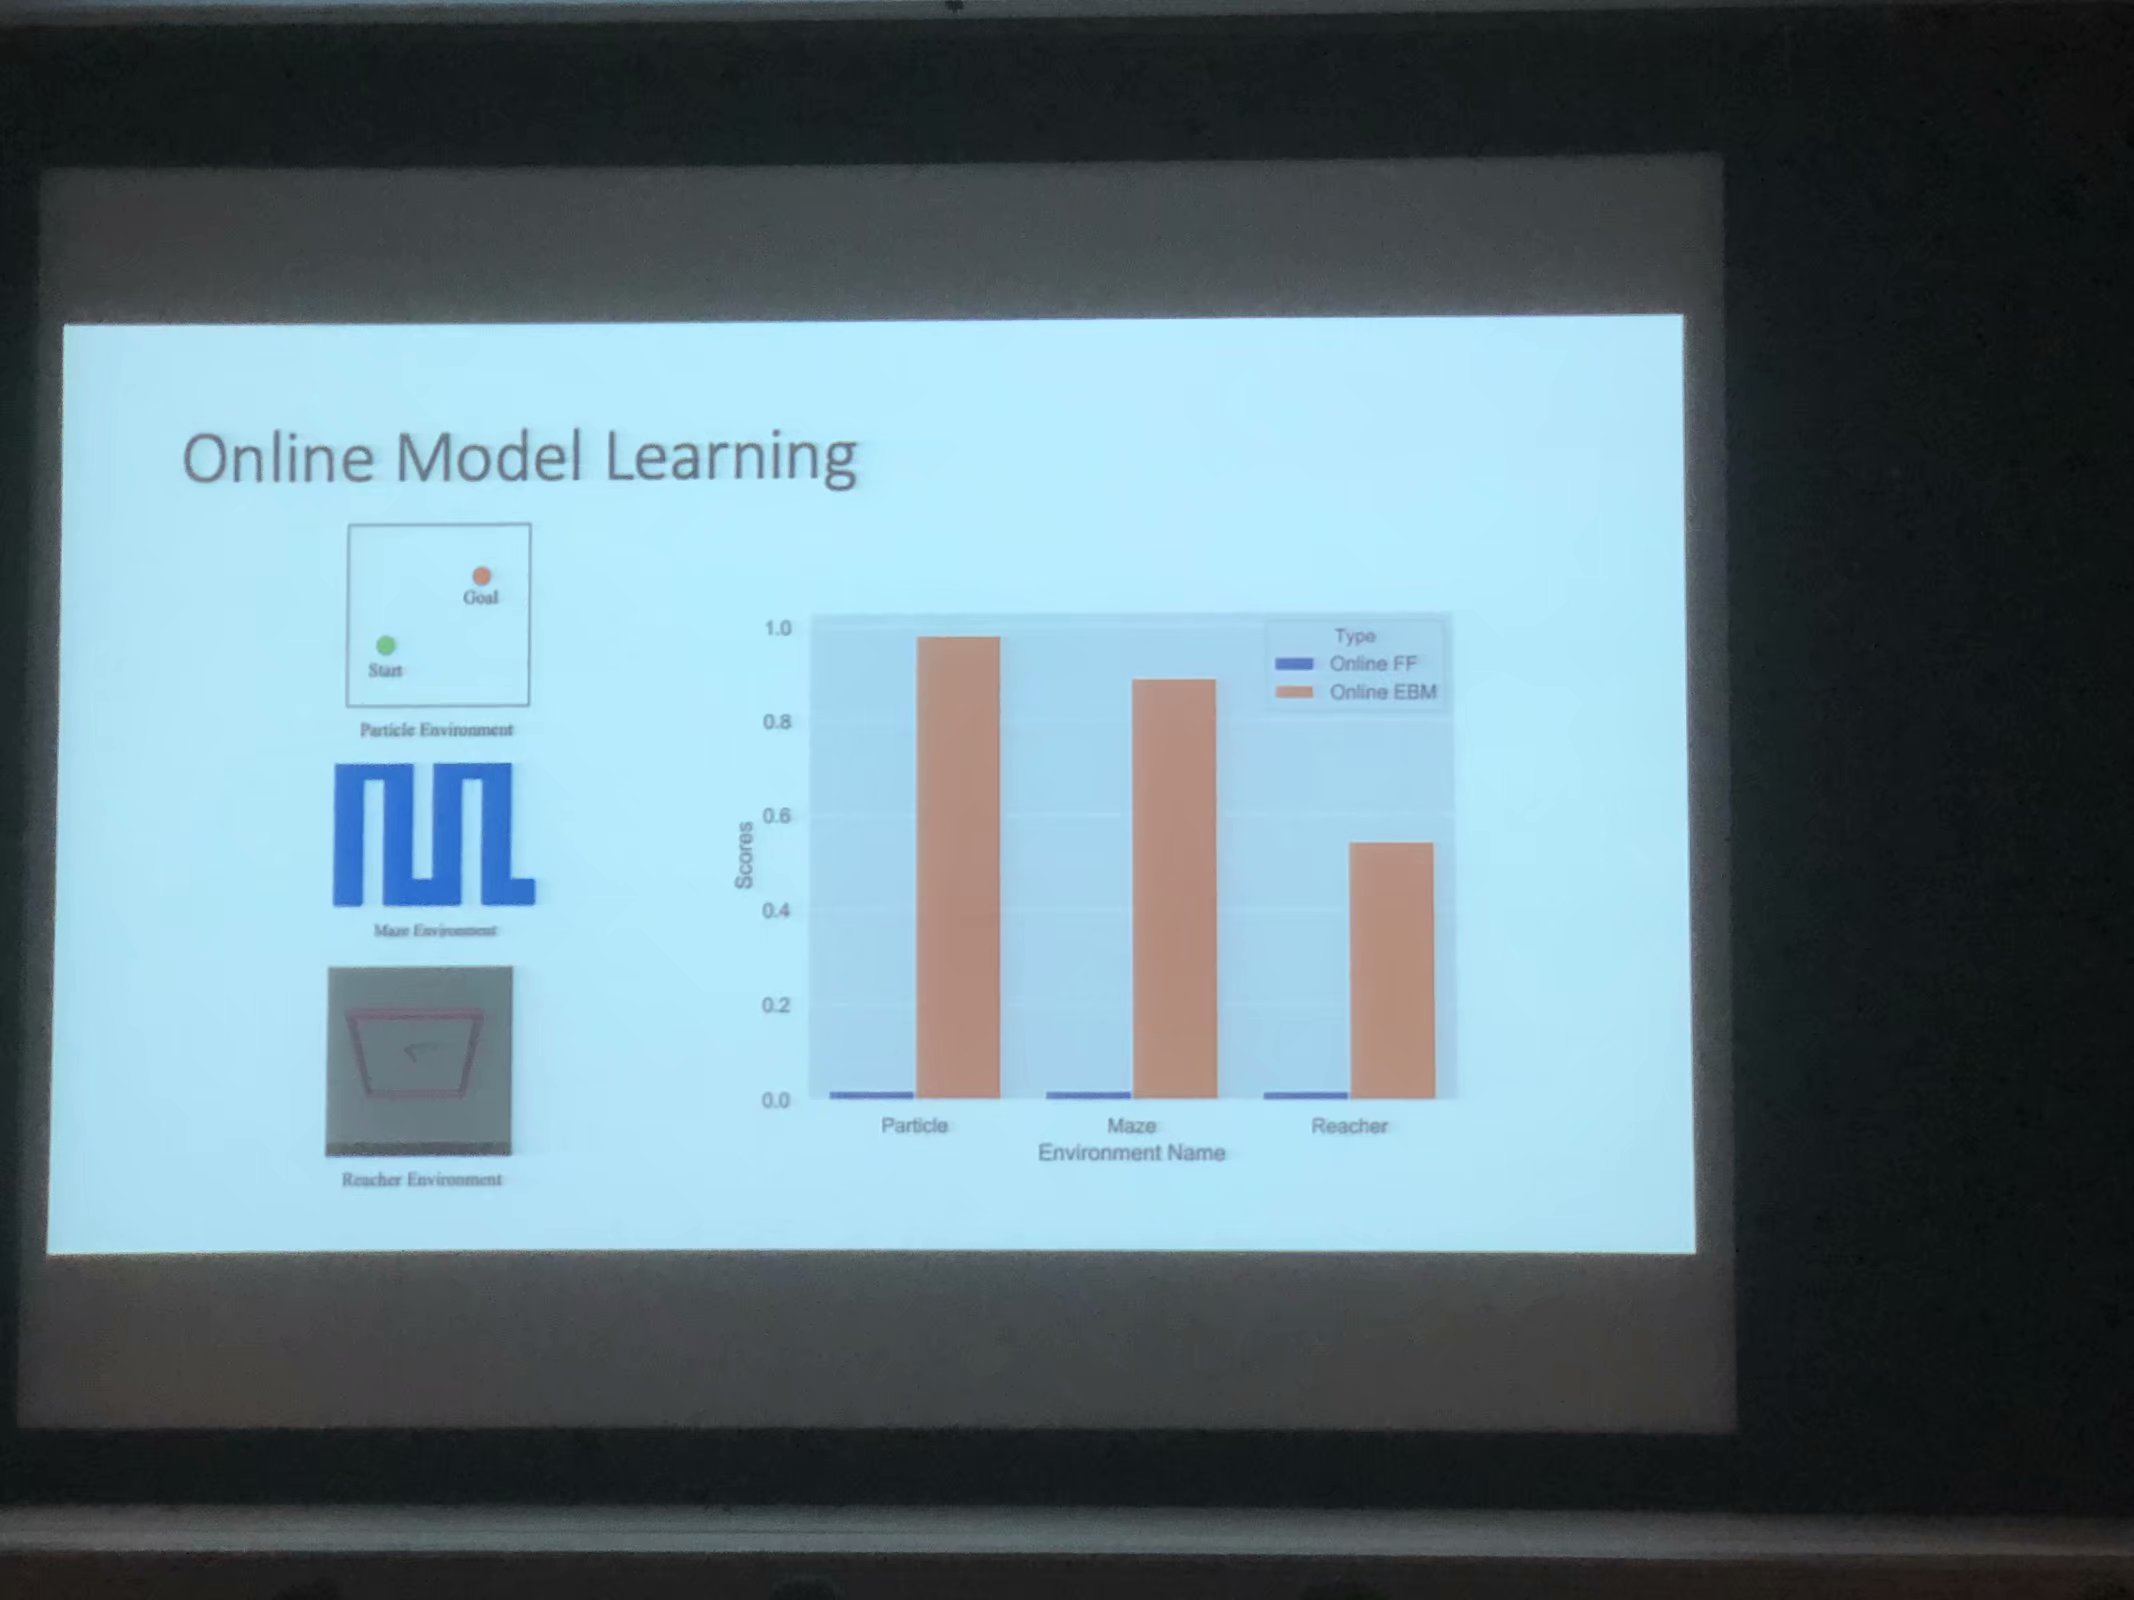 Online Model Learning
Goal
Start
Particle Environment
Maze Environment
Reacher Environment
1.0
0.8
0.6
0.4
0.2
0.0
Scores
Type
Online FF
Online EBM
Particle
Maze
Reacher
Environment Name